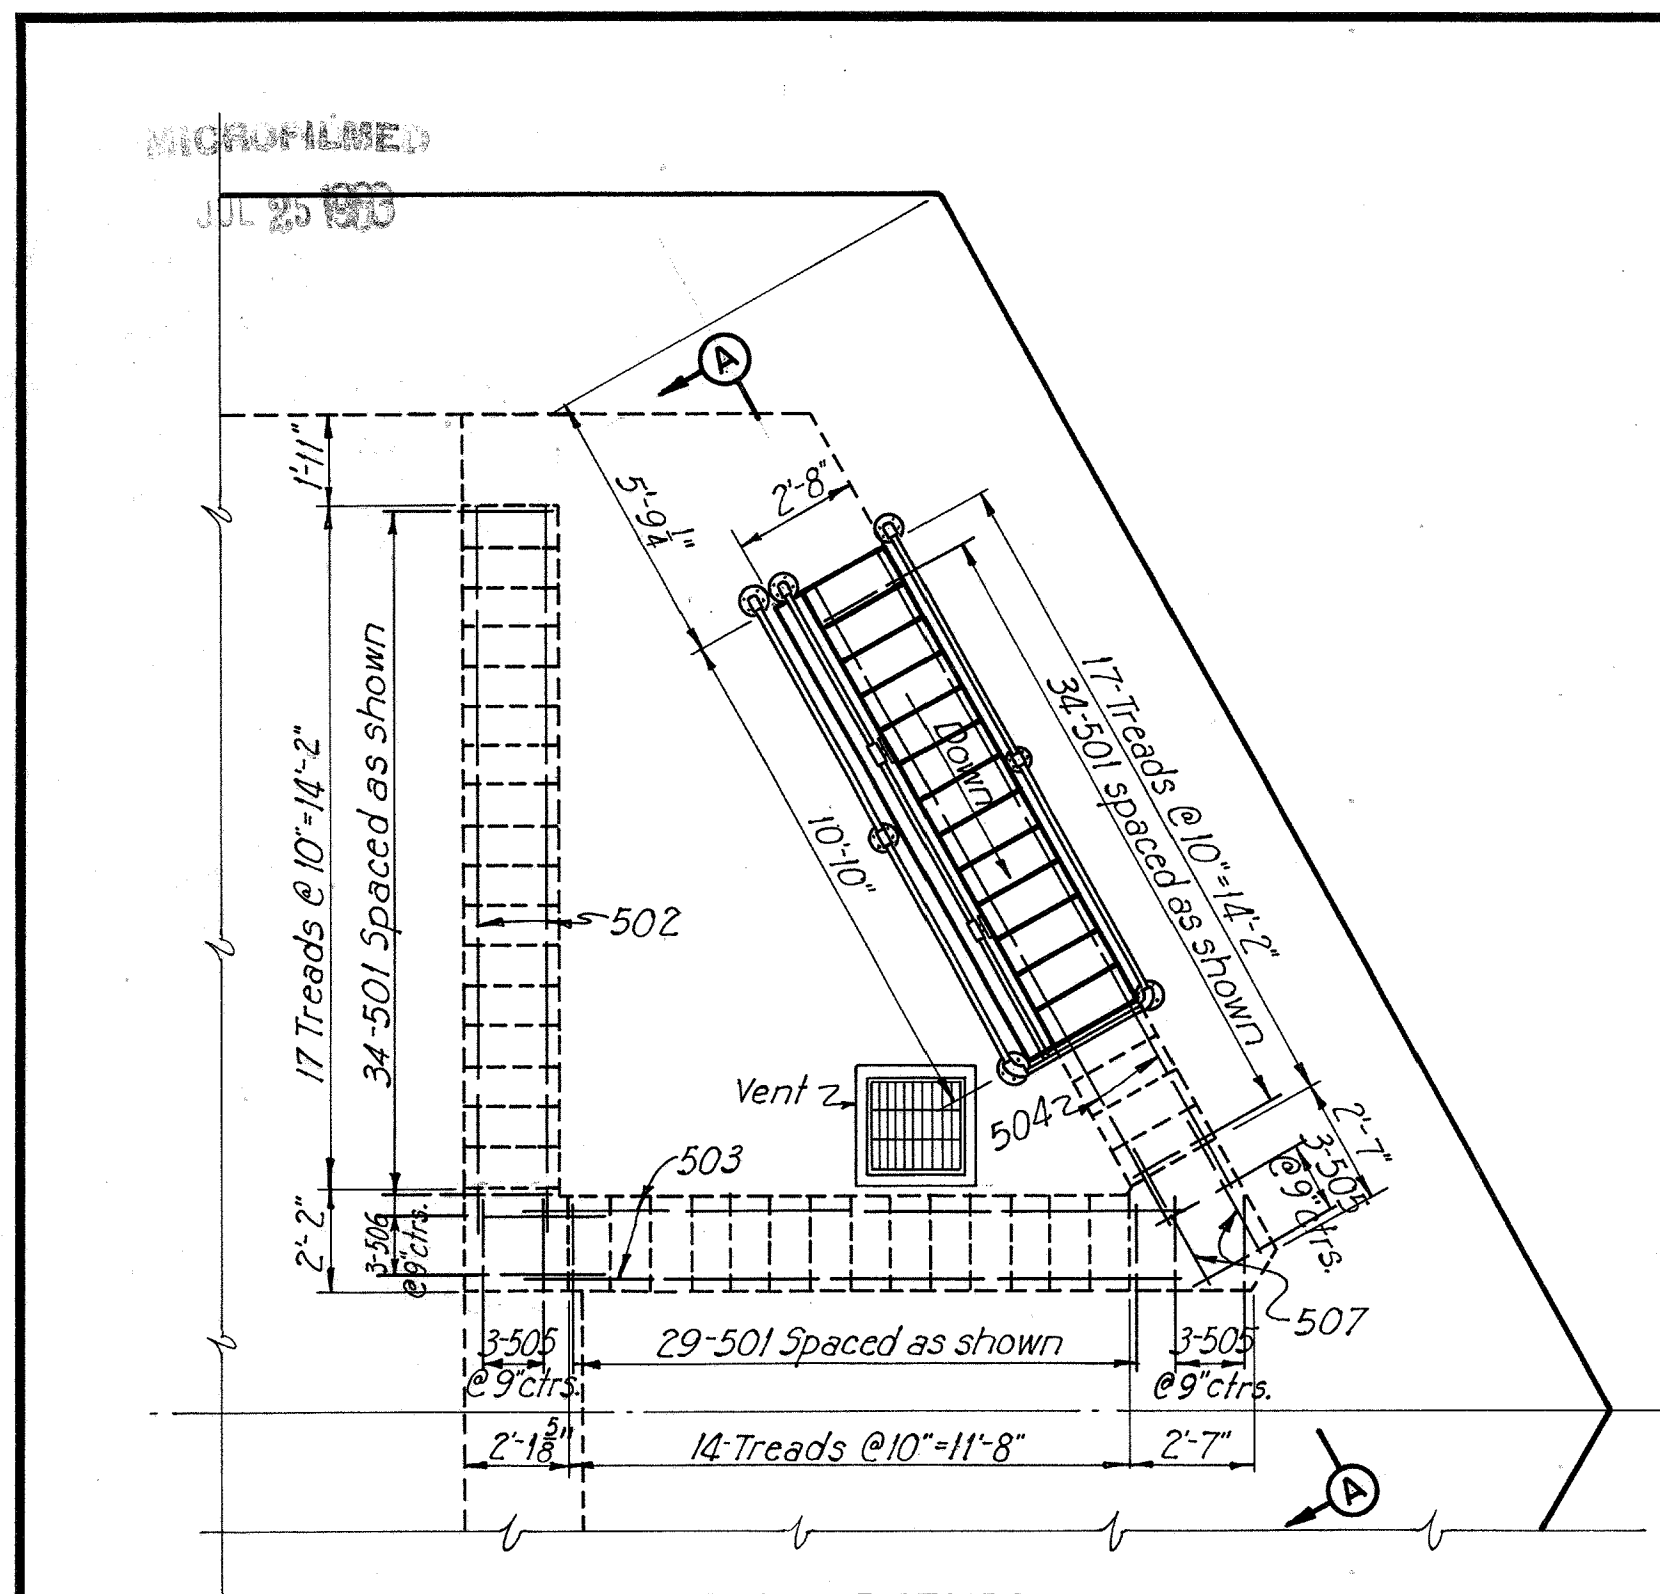 MICROFILMED
JUL 25
A
1'-11"
5'-9 1/4"
2'-8"
17 Treads @ 10"=14'-2"
34-501 Spaced as shown
17-Treads @ 10"=14'-2"
34-501 spaced as shown
Down
10'-10"
502
Vent
504
503
2'-7"
3-505
@ 9" ctrs.
2'-2"
3-506
@ 9" ctrs.
507
3-505
@ 9" ctrs.
29-501 Spaced as shown
3-505
@ 9" ctrs.
2'-1 5/8"
14-Treads @ 10"=11'-8"
2'-7"
A